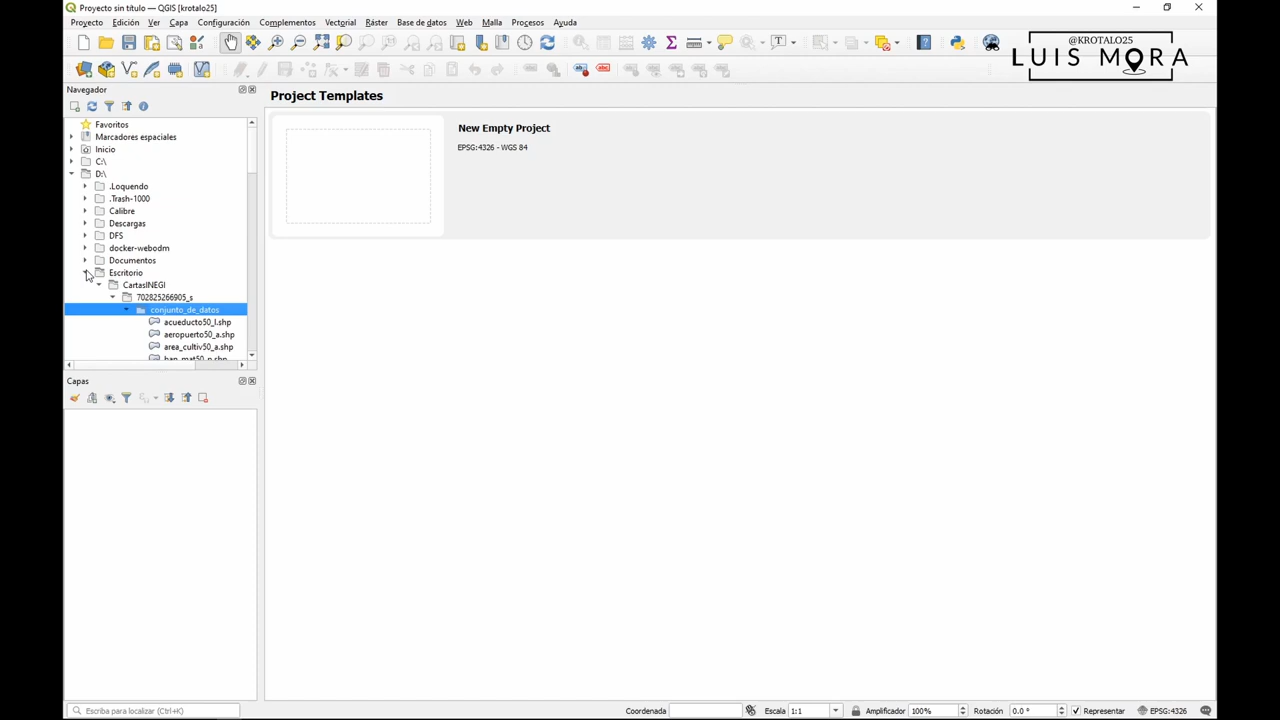 Proyecto sin título — QGIS [krotalo25]
Proyecto Edición Ver Capa Configuración Complementos Vectorial Ráster Base de datos Web Malla Procesos Ayuda
@KROTALO25
LUIS MORA
Navegador
Favoritos
Marcadores espaciales
Inicio
C:\
D:\
.Loquendo
.Trash-1000
Calibre
Descargas
DFS
docker-webodm
Documentos
Escritorio
CartasINEGI
702825266905_s
conjunto_de_datos
acueducto50_l.shp
aeropuerto50_a.shp
area_cultiv50_a.shp
ban_mat50_p.shp
Capas
Project Templates
New Empty Project
EPSG:4326 - WGS 84
Escriba para localizar (Ctrl+K) Coordenada Escala 1:1 Amplificador 100% Rotación 0.0 ° Representar EPSG:4326